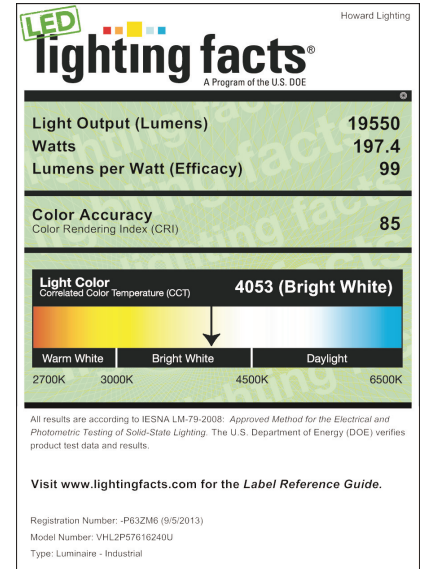 Howard Lighting
LED
lighting facts®
A Program of the U.S. DOE
Light Output (Lumens) 19550
Watts 197.4
Lumens per Watt (Efficacy) 99
Color Accuracy
Color Rendering Index (CRI) 85
Light Color
Correlated Color Temperature (CCT) 4053 (Bright White)
Warm White Bright White Daylight
2700K 3000K 4500K 6500K
All results are according to IESNA LM-79-2008: Approved Method for the Electrical and
Photometric Testing of Solid-State Lighting. The U.S. Department of Energy (DOE) verifies
product test data and results.
Visit www.lightingfacts.com for the Label Reference Guide.
Registration Number: -P63ZM6 (9/5/2013)
Model Number: VHL2P57616240U
Type: Luminaire - Industrial